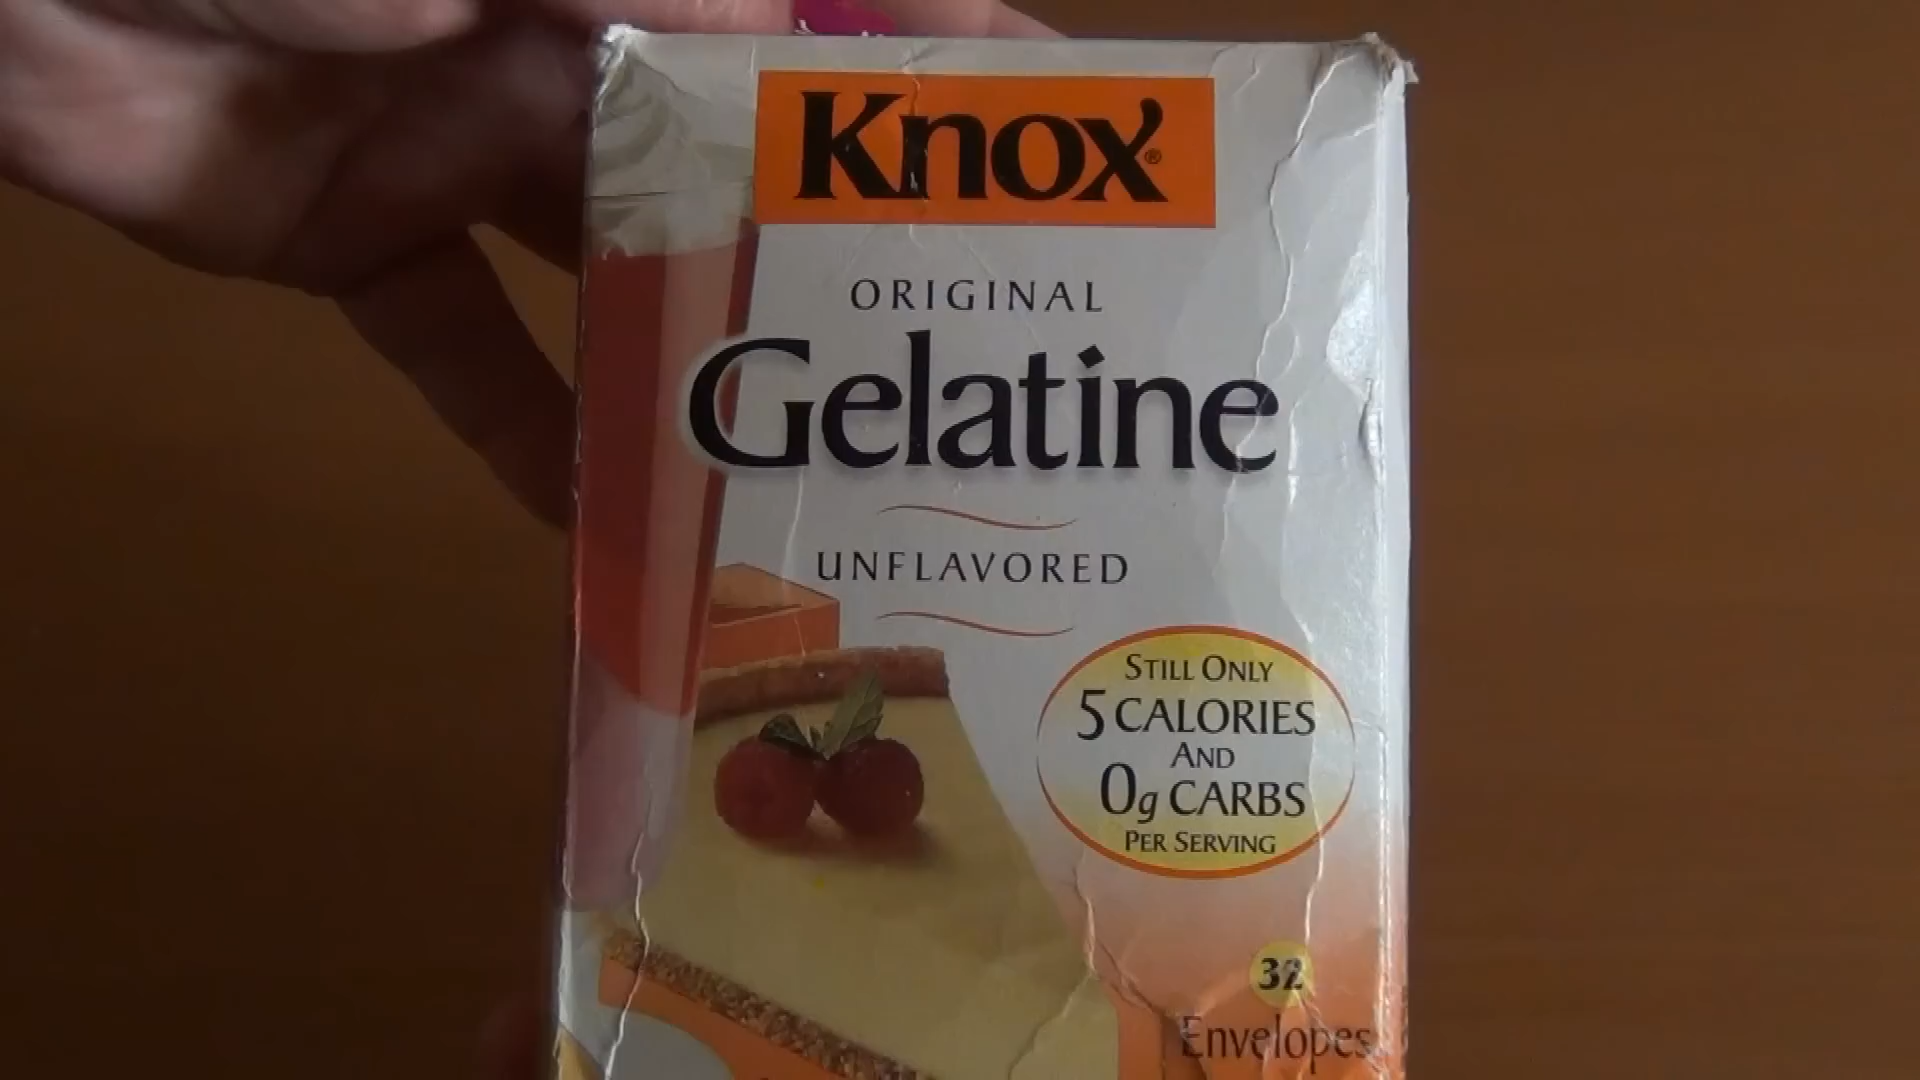 Knox®
ORIGINAL
Gelatine
UNFLAVORED
STILL ONLY
5 CALORIES
AND
0g CARBS
PER SERVING
32
Envelopes